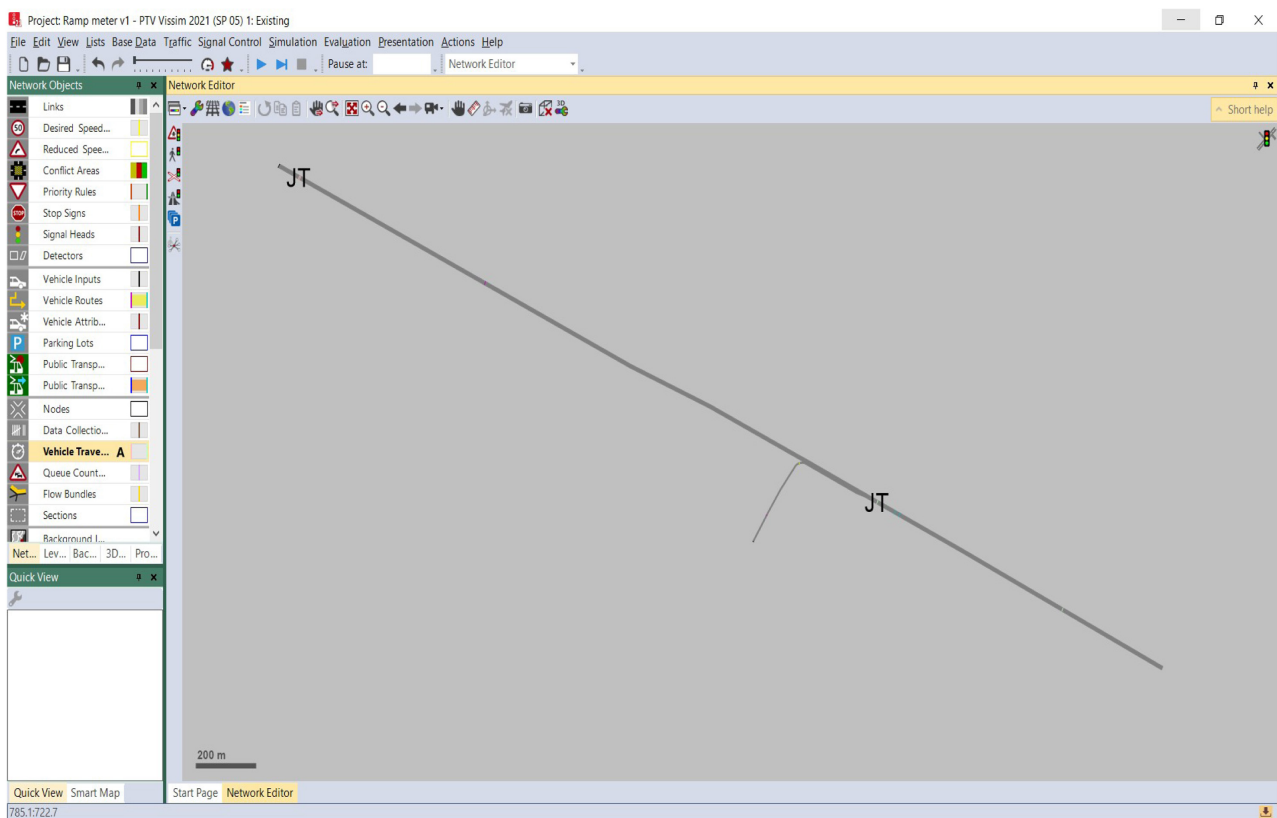 Project: Ramp meter v1 - PTV Vissim 2021 (SP 05) 1: Existing
File Edit View Lists Base Data Traffic Signal Control Simulation Evaluation Presentation Actions Help
Pause at: Network Editor
Network Objects
Network Editor
Links
Short help
50 Desired Speed...
Reduced Spee...
Conflict Areas
Priority Rules
STOP Stop Signs
Signal Heads
Detectors
Vehicle Inputs
Vehicle Routes
Vehicle Attrib...
P Parking Lots
Public Transp...
Public Transp...
Nodes
Data Collectio...
Vehicle Trave... A
Queue Count...
Flow Bundles
Sections
Background I...
Net... Lev... Bac... 3D... Pro...
Quick View
JT
JT
200 m
Quick View Smart Map
Start Page Network Editor
785.1:722.7